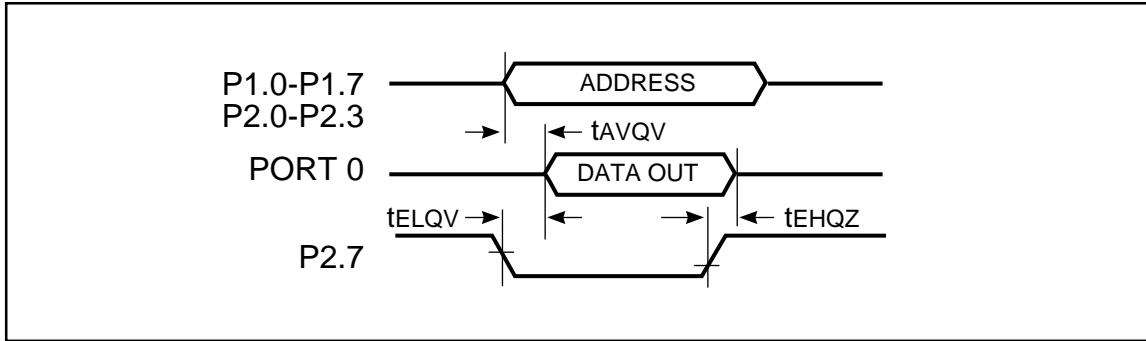 P1.0-P1.7
ADDRESS
P2.0-P2.3
tAVQV
PORT 0
DATA OUT
tELQV
tEHQZ
P2.7